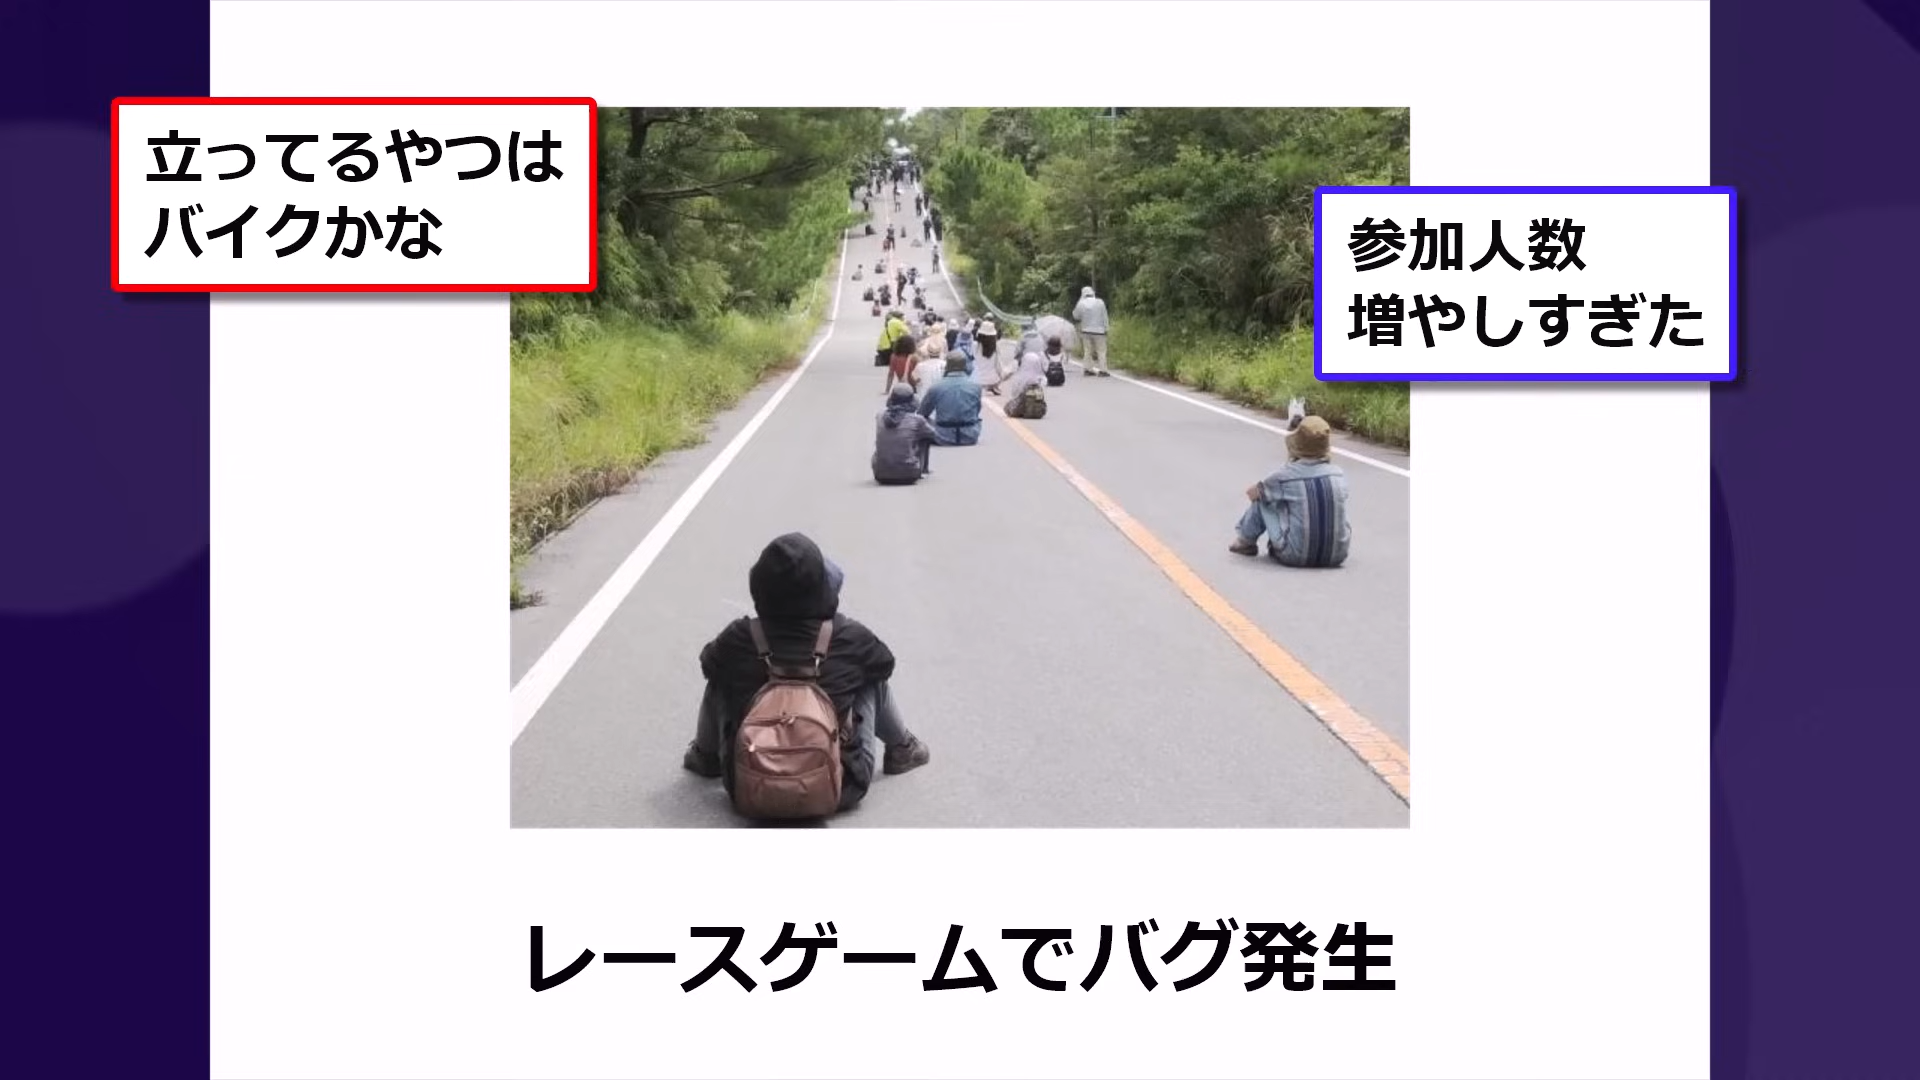 立ってるやつは
バイクかな
参加人数
増やしすぎた
レースゲームでバグ発生